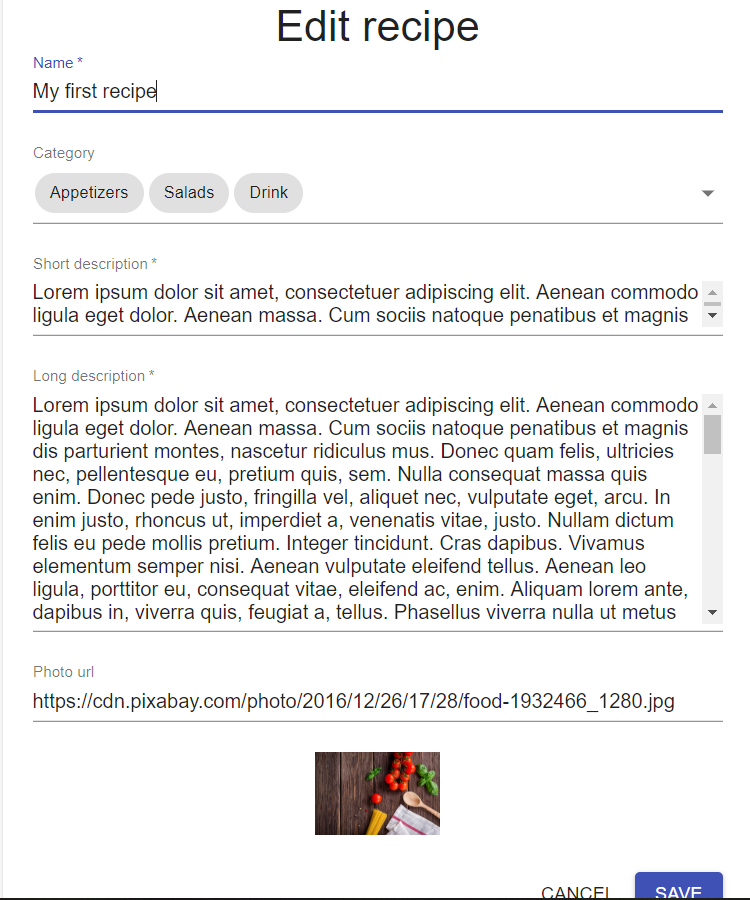 Edit recipe
Name *
My first recipe
Category
Appetizers Salads Drink
Short description *
Lorem ipsum dolor sit amet, consectetuer adipiscing elit. Aenean commodo
ligula eget dolor. Aenean massa. Cum sociis natoque penatibus et magnis
Long description *
Lorem ipsum dolor sit amet, consectetuer adipiscing elit. Aenean commodo
ligula eget dolor. Aenean massa. Cum sociis natoque penatibus et magnis
dis parturient montes, nascetur ridiculus mus. Donec quam felis, ultricies
nec, pellentesque eu, pretium quis, sem. Nulla consequat massa quis
enim. Donec pede justo, fringilla vel, aliquet nec, vulputate eget, arcu. In
enim justo, rhoncus ut, imperdiet a, venenatis vitae, justo. Nullam dictum
felis eu pede mollis pretium. Integer tincidunt. Cras dapibus. Vivamus
elementum semper nisi. Aenean vulputate eleifend tellus. Aenean leo
ligula, porttitor eu, consequat vitae, eleifend ac, enim. Aliquam lorem ante,
dapibus in, viverra quis, feugiat a, tellus. Phasellus viverra nulla ut metus
Photo url
https://cdn.pixabay.com/photo/2016/12/26/17/28/food-1932466_1280.jpg
CANCEL SAVE